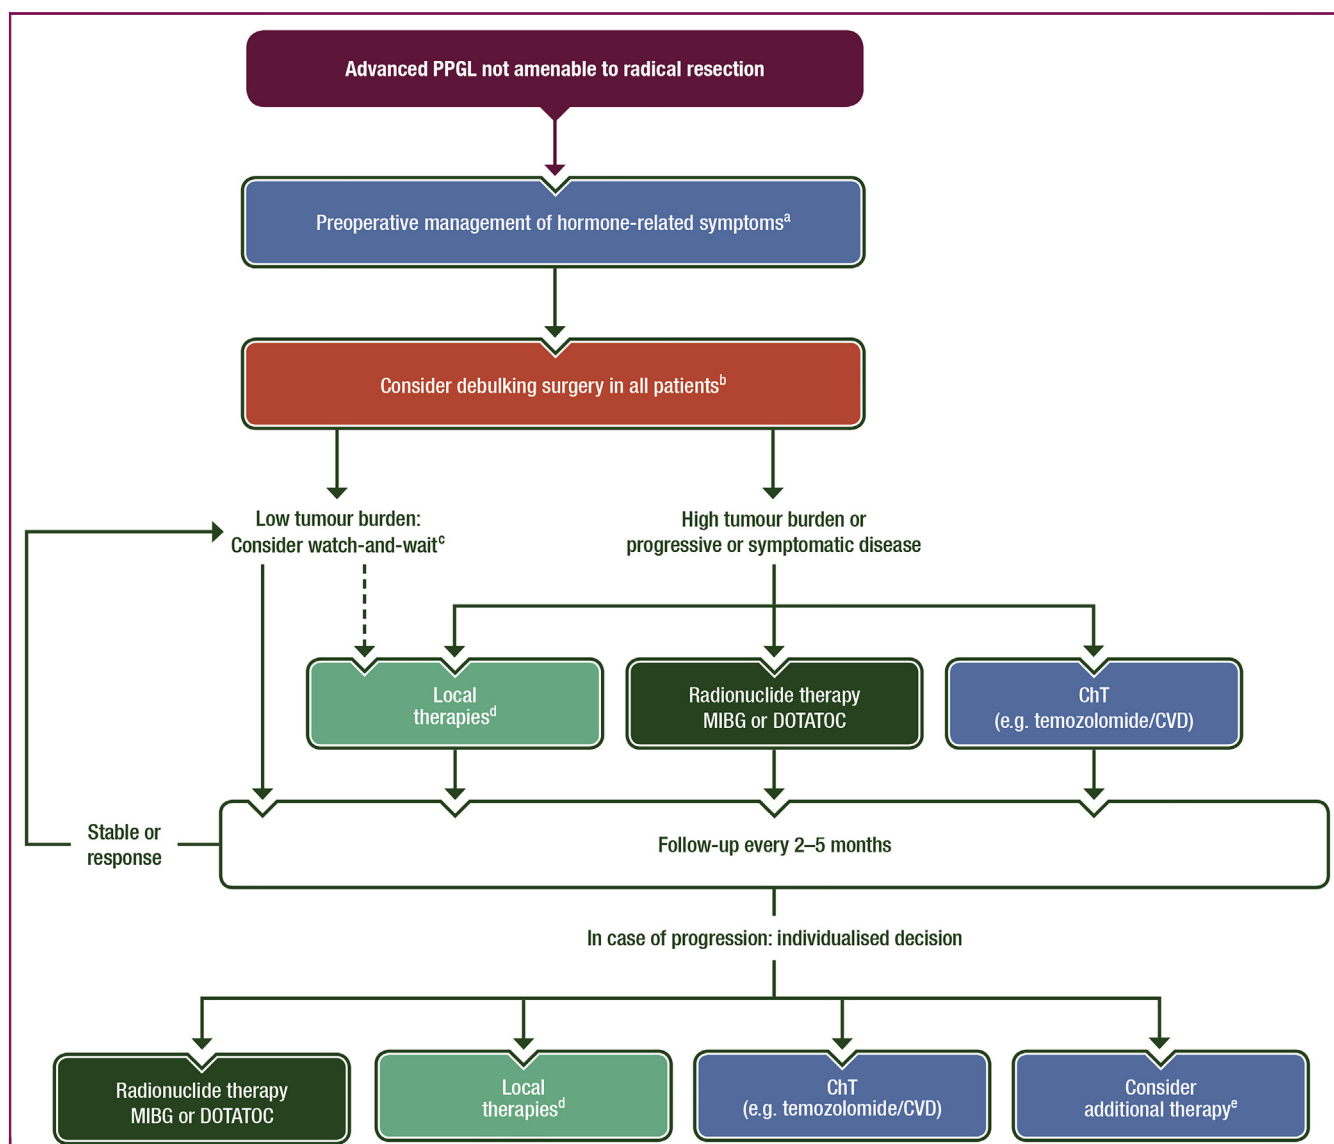 Advanced PPGL not amenable to radical resection
Preoperative management of hormone-related symptomsa
Consider debulking surgery in all patientsb
Low tumour burden:
Consider watch-and-waitc
High tumour burden or
progressive or symptomatic disease
Local
therapiesd
Radionuclide therapy
MIBG or DOTATOC
ChT
(e.g. temozolomide/CVD)
Stable or
response
Follow-up every 2–5 months
In case of progression: individualised decision
Radionuclide therapy
MIBG or DOTATOC
Local
therapiesd
ChT
(e.g. temozolomide/CVD)
Consider
additional therapye